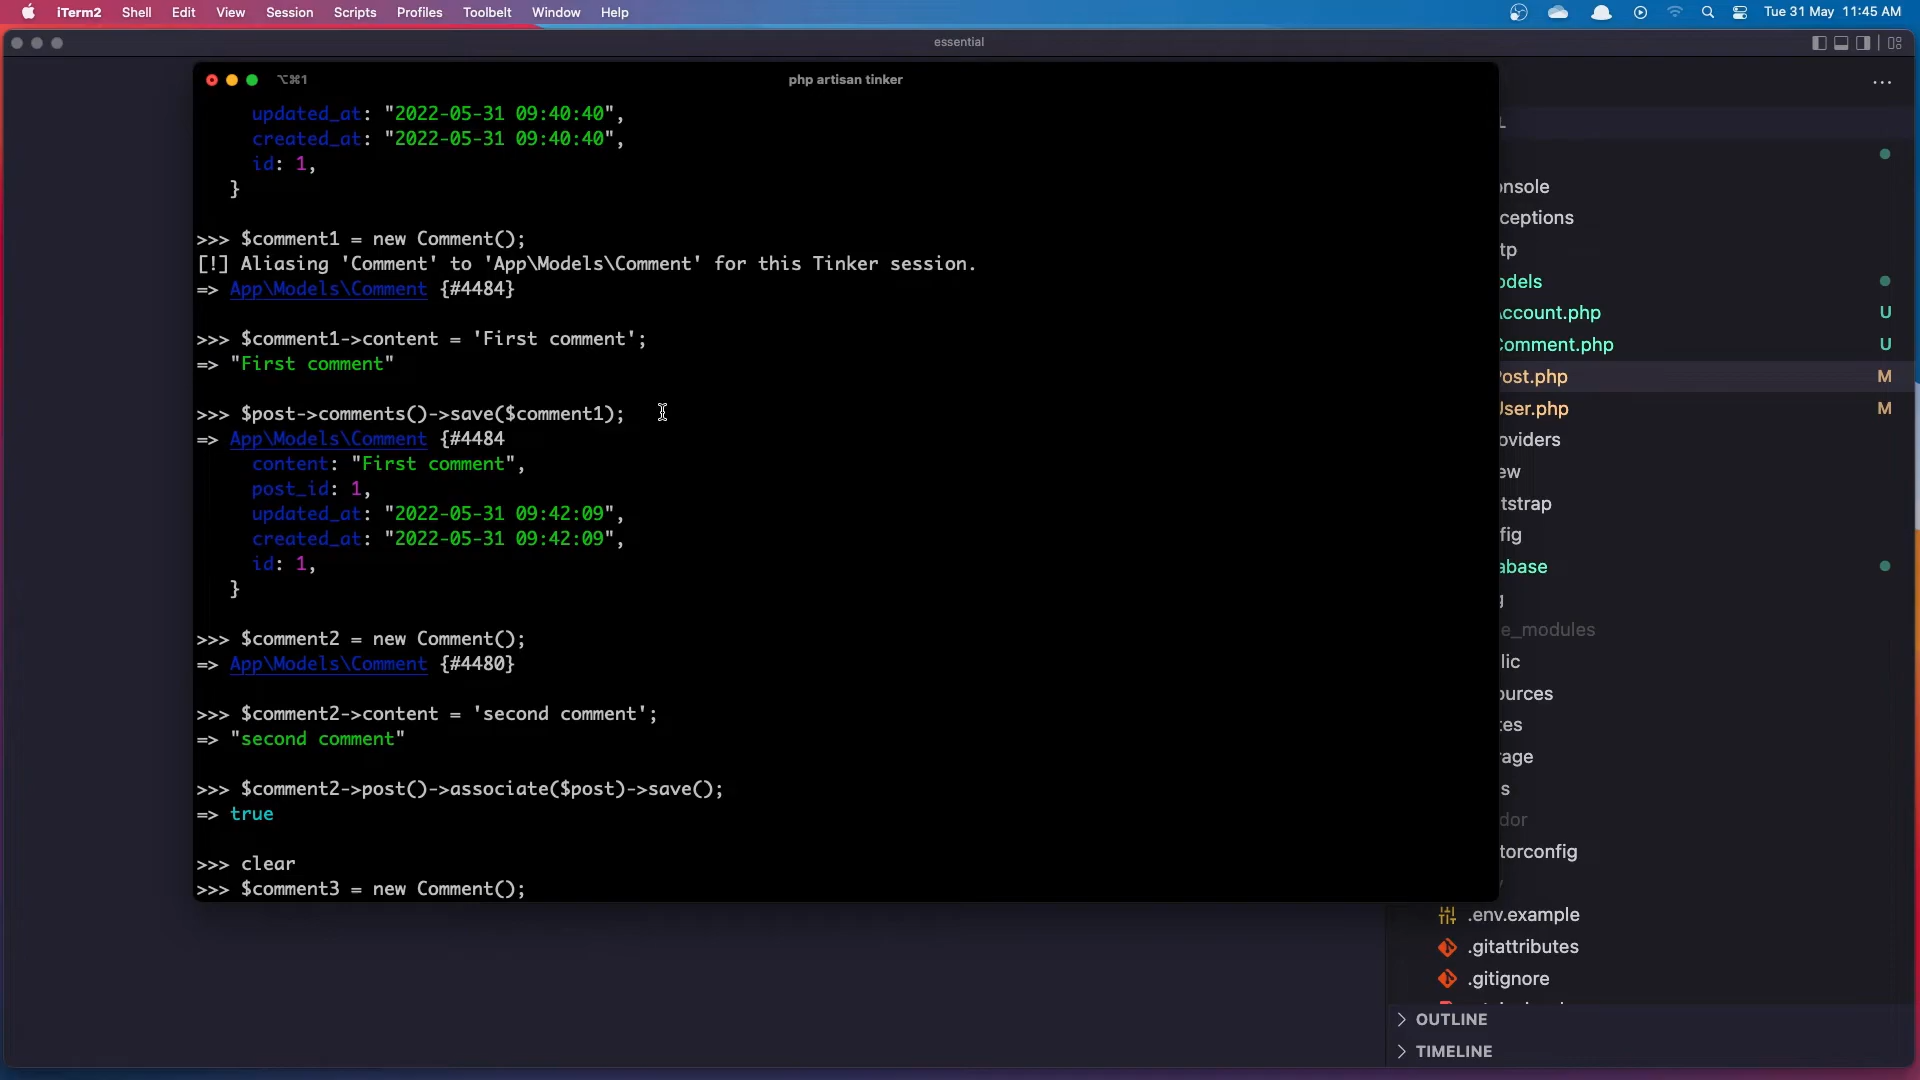 iTerm2 Shell Edit View Session Scripts Profiles Toolbelt Window Help Tue 31 May 11:45 AM
essential
⌥⌘1 php artisan tinker
updated_at: "2022-05-31 09:40:40",
created_at: "2022-05-31 09:40:40",
id: 1,
}
>>> $comment1 = new Comment();
[!] Aliasing 'Comment' to 'App\Models\Comment' for this Tinker session.
=> App\Models\Comment {#4484}
>>> $comment1->content = 'First comment';
=> "First comment"
>>> $post->comments()->save($comment1);
=> App\Models\Comment {#4484
content: "First comment",
post_id: 1,
updated_at: "2022-05-31 09:42:09",
created_at: "2022-05-31 09:42:09",
id: 1,
}
>>> $comment2 = new Comment();
=> App\Models\Comment {#4480}
>>> $comment2->content = 'second comment';
=> "second comment"
>>> $comment2->post()->associate($post)->save();
=> true
>>> clear
>>> $comment3 = new Comment();
L
onsole
ceptions
tp
odels
ccount.php U
Comment.php U
Post.php M
User.php M
oviders
ew
tstrap
fig
abase
g
e_modules
lic
ources
tes
rage
s
dor
torconfig
.env.example
.gitattributes
.gitignore
OUTLINE
TIMELINE